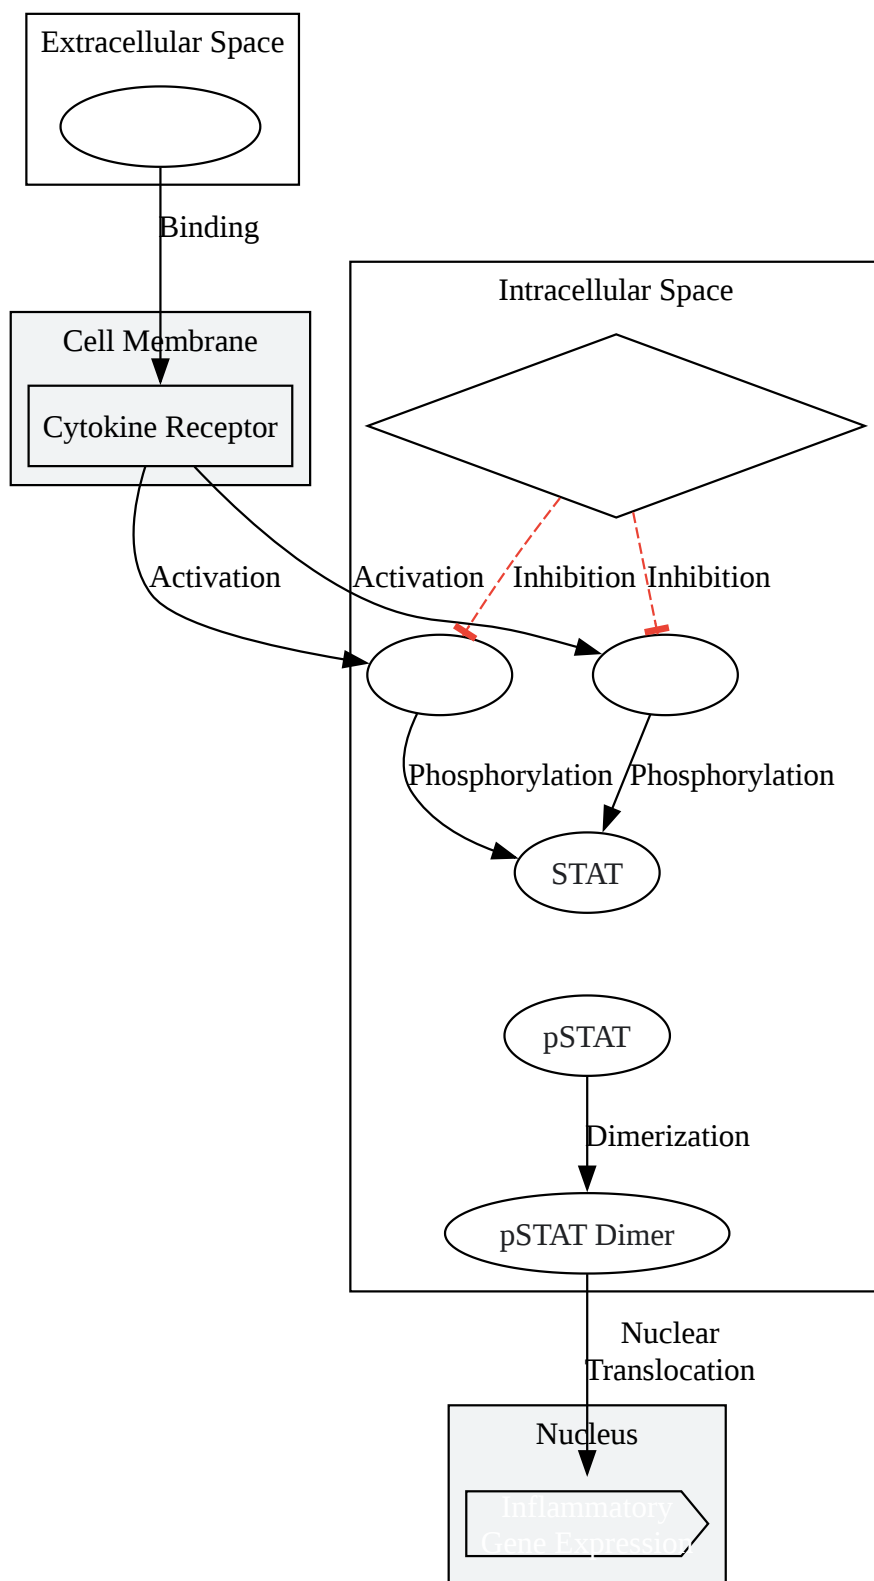 Extracellular Space
Binding
Intracellular Space
Cell Membrane
Cytokine Receptor
Activation
Activation
Inhibition
Inhibition
Phosphorylation
Phosphorylation
STAT
pSTAT
Dimerization
pSTAT Dimer
Nuclear
Translocation
Nucleus
Inflammatory
Gene Expression